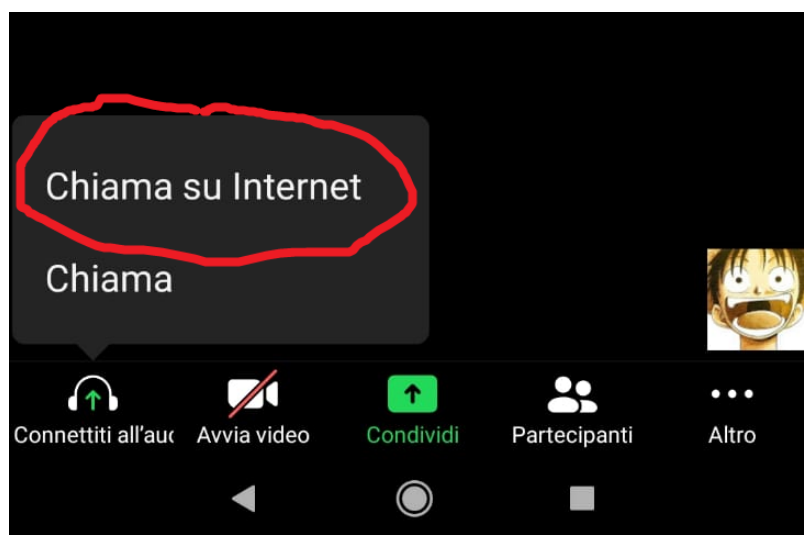 Chiama su Internet
Chiama
Connettiti all'auc
Avvia video
Condividi
Partecipanti
Altro